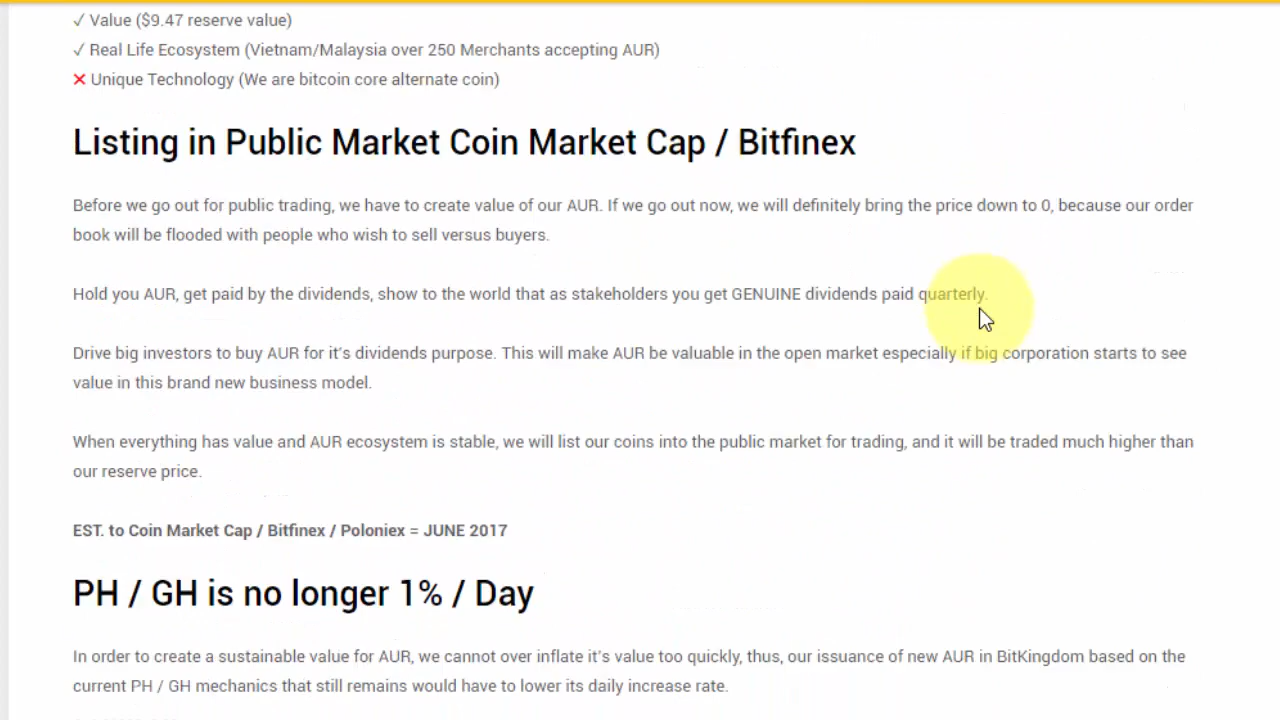 ✓ Value ($9.47 reserve value)
✓ Real Life Ecosystem (Vietnam/Malaysia over 250 Merchants accepting AUR)
✕ Unique Technology (We are bitcoin core alternate coin)
Listing in Public Market Coin Market Cap / Bitfinex
Before we go out for public trading, we have to create value of our AUR. If we go out now, we will definitely bring the price down to 0, because our order
book will be flooded with people who wish to sell versus buyers.
Hold you AUR, get paid by the dividends, show to the world that as stakeholders you get GENUINE dividends paid quarterly.
Drive big investors to buy AUR for it's dividends purpose. This will make AUR be valuable in the open market especially if big corporation starts to see
value in this brand new business model.
When everything has value and AUR ecosystem is stable, we will list our coins into the public market for trading, and it will be traded much higher than
our reserve price.
EST. to Coin Market Cap / Bitfinex / Poloniex = JUNE 2017
PH / GH is no longer 1% / Day
In order to create a sustainable value for AUR, we cannot over inflate it's value too quickly, thus, our issuance of new AUR in BitKingdom based on the
current PH / GH mechanics that still remains would have to lower its daily increase rate.